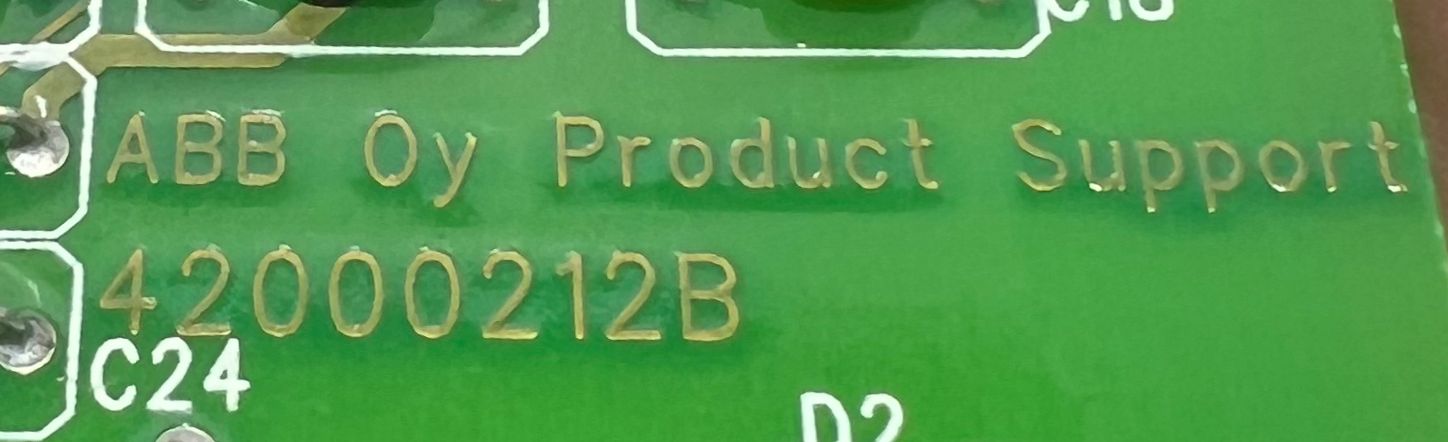 ABB Oy Product Support
42000212B
C24
D2